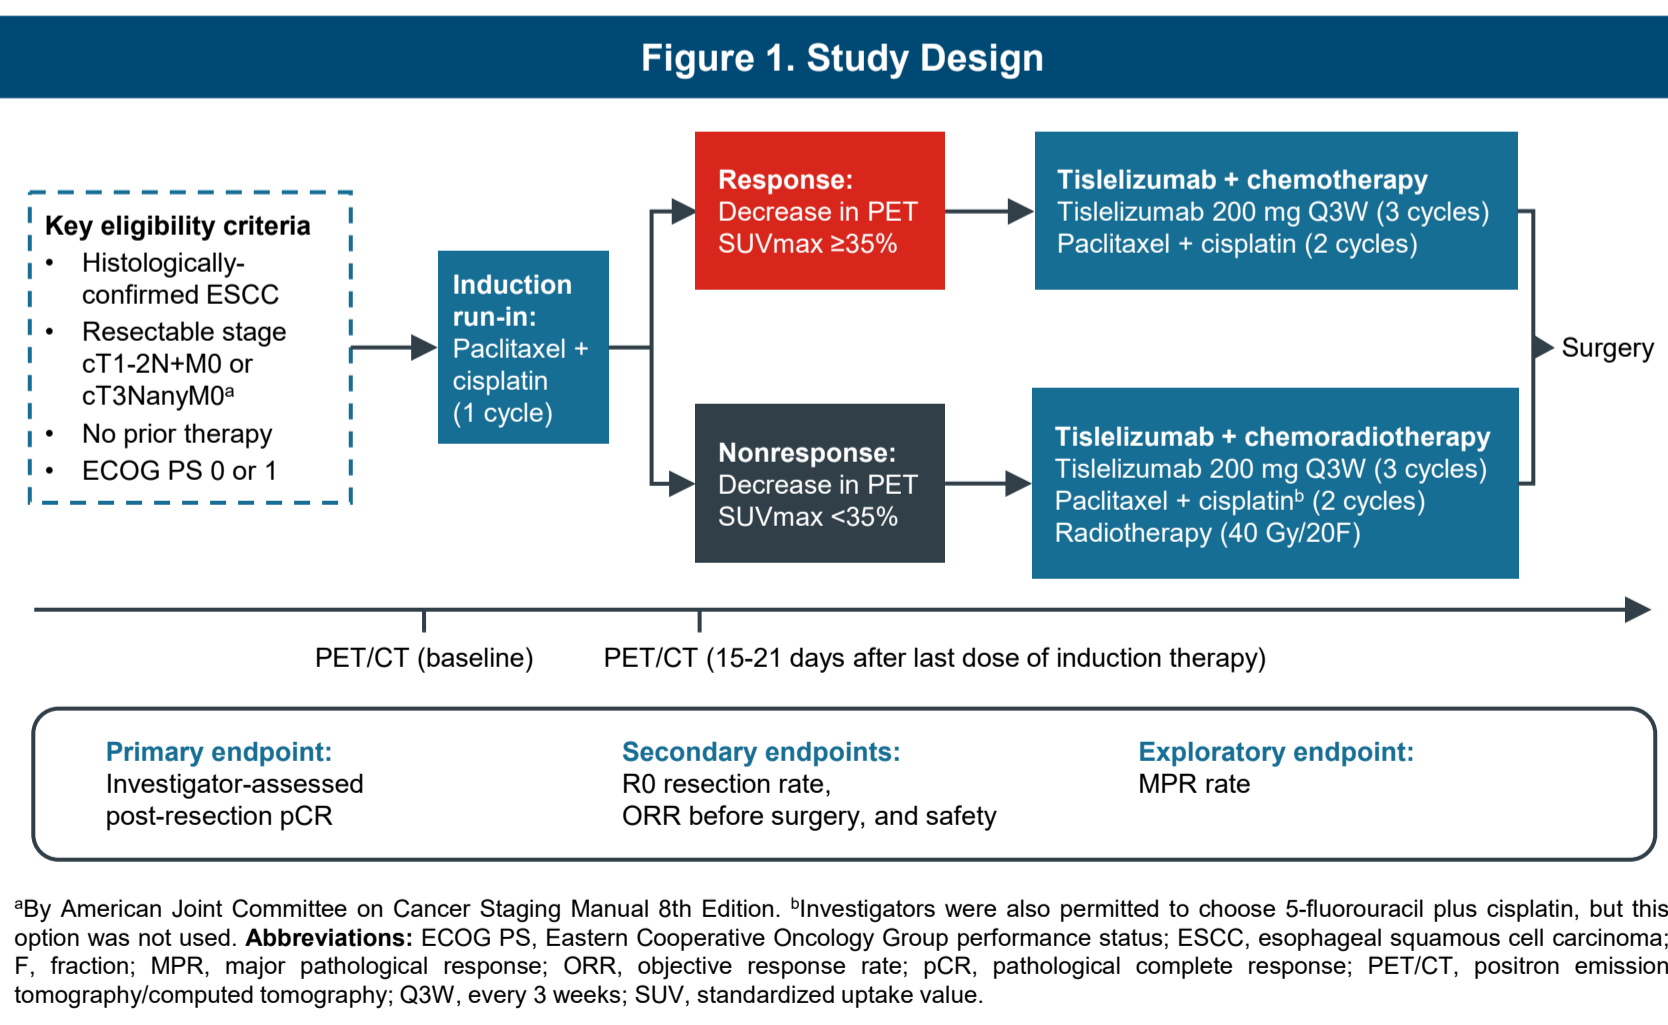 Figure 1. Study Design
Key eligibility criteria
• Histologically-
confirmed ESCC
• Resectable stage
cT1-2N+M0 or
cT3NanyM0ᵃ
• No prior therapy
• ECOG PS 0 or 1
Induction
run-in:
Paclitaxel +
cisplatin
(1 cycle)
Response:
Decrease in PET
SUVmax ≥35%
Tislelizumab + chemotherapy
Tislelizumab 200 mg Q3W (3 cycles)
Paclitaxel + cisplatin (2 cycles)
Nonresponse:
Decrease in PET
SUVmax <35%
Tislelizumab + chemoradiotherapy
Tislelizumab 200 mg Q3W (3 cycles)
Paclitaxel + cisplatinᵇ (2 cycles)
Radiotherapy (40 Gy/20F)
Surgery
PET/CT (baseline)
PET/CT (15-21 days after last dose of induction therapy)
Primary endpoint:
Investigator-assessed
post-resection pCR
Secondary endpoints:
R0 resection rate,
ORR before surgery, and safety
Exploratory endpoint:
MPR rate
ᵃBy American Joint Committee on Cancer Staging Manual 8th Edition. ᵇInvestigators were also permitted to choose 5-fluorouracil plus cisplatin, but this
option was not used. Abbreviations: ECOG PS, Eastern Cooperative Oncology Group performance status; ESCC, esophageal squamous cell carcinoma;
F, fraction; MPR, major pathological response; ORR, objective response rate; pCR, pathological complete response; PET/CT, positron emission
tomography/computed tomography; Q3W, every 3 weeks; SUV, standardized uptake value.